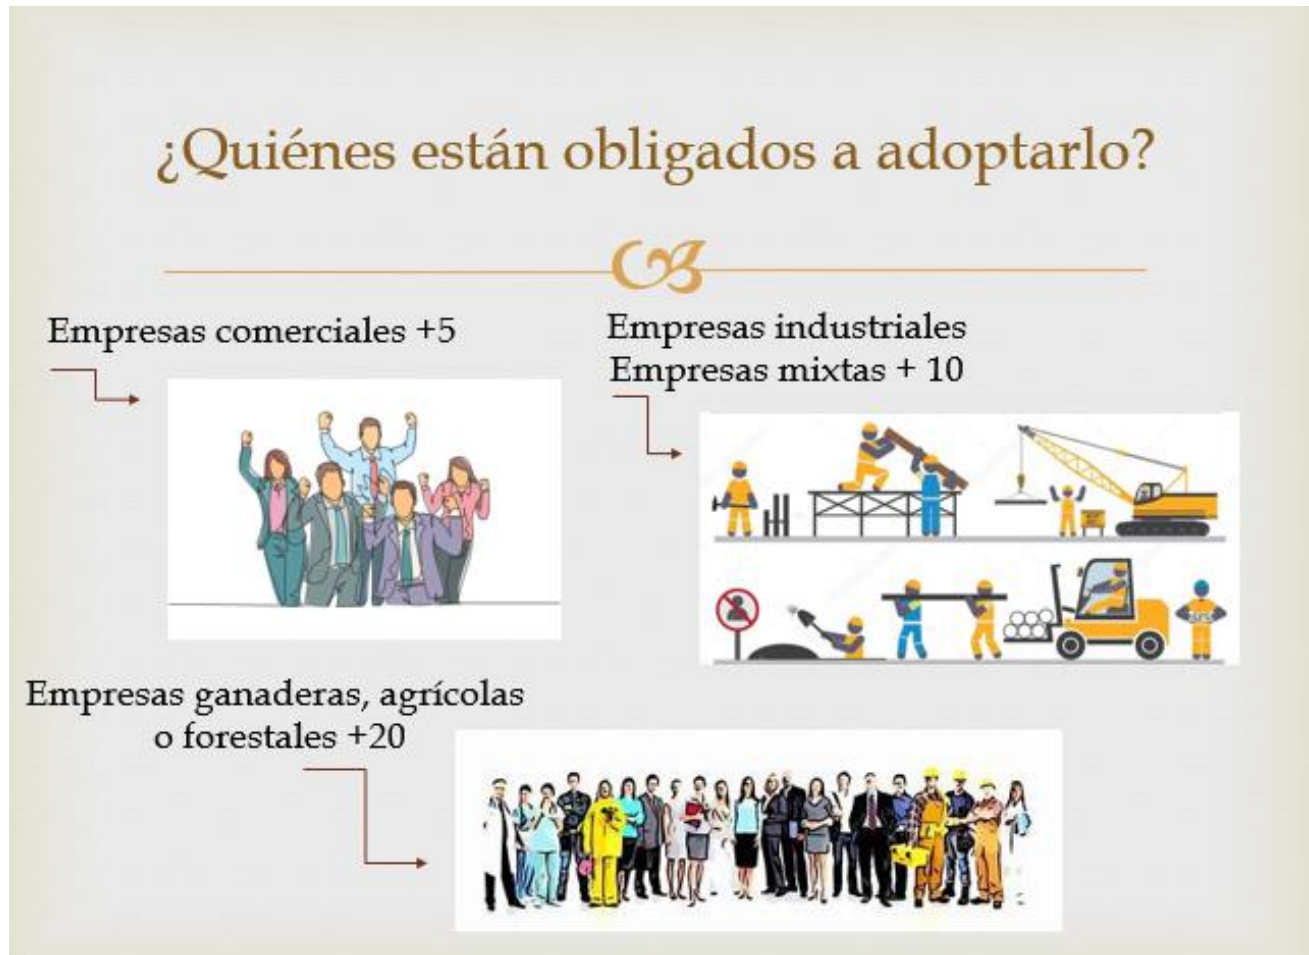 ¿Quiénes están obligados a adoptarlo?
Empresas comerciales +5
Empresas industriales
Empresas mixtas + 10
Empresas ganaderas, agrícolas
o forestales +20